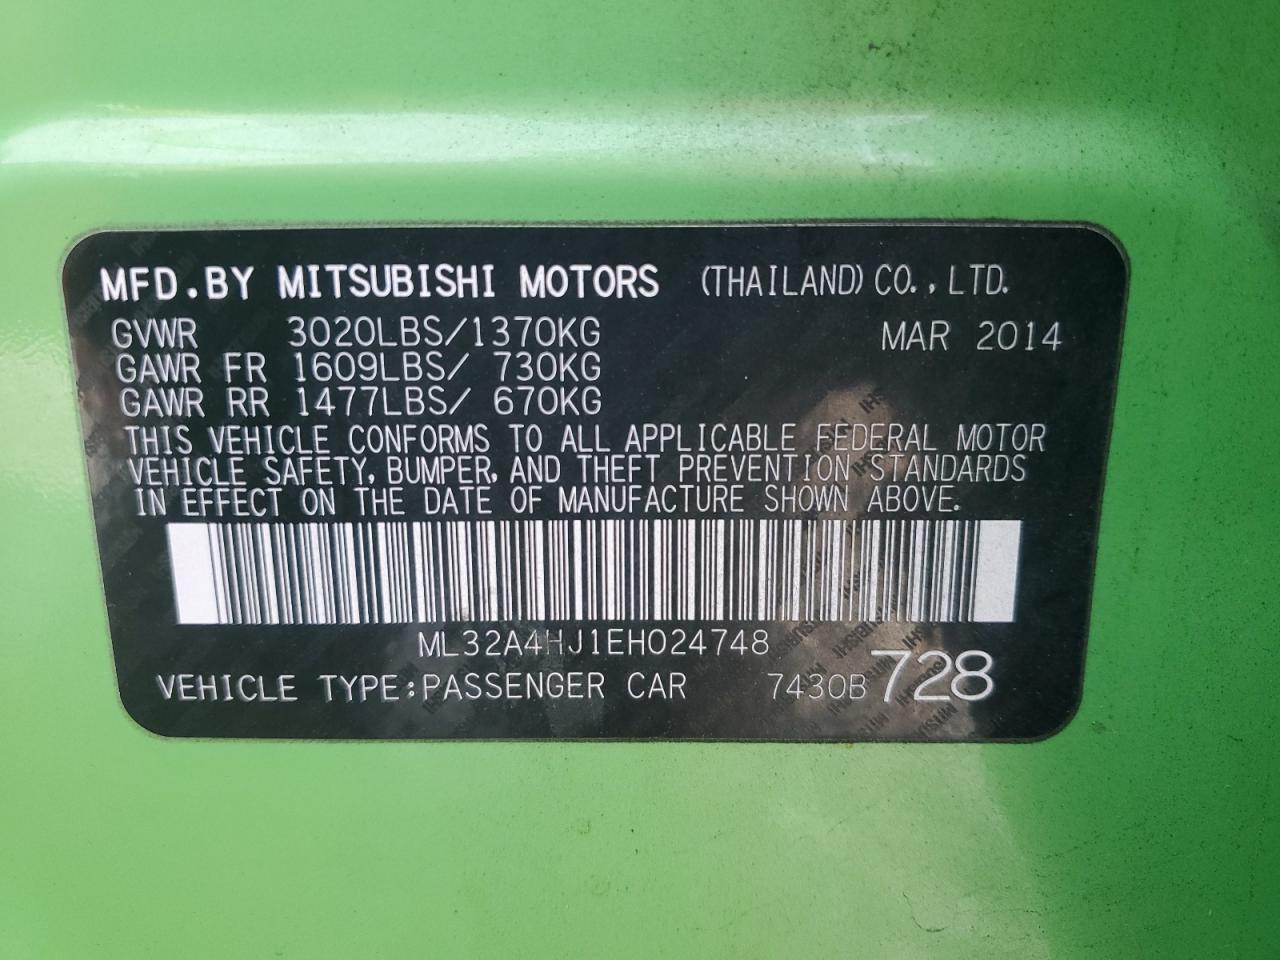 MFD.BY MITSUBISHI MOTORS (THAILAND) CO.,LTD.
GVWR 3020LBS/1370KG MAR 2014
GAWR FR 1609LBS/ 730KG
GAWR RR 1477LBS/ 670KG
THIS VEHICLE CONFORMS TO ALL APPLICABLE FEDERAL MOTOR
VEHICLE SAFETY, BUMPER, AND THEFT PREVENTION STANDARDS
IN EFFECT ON THE DATE OF MANUFACTURE SHOWN ABOVE.
ML32A4HJ1EH024748
VEHICLE TYPE:PASSENGER CAR 7430B 728